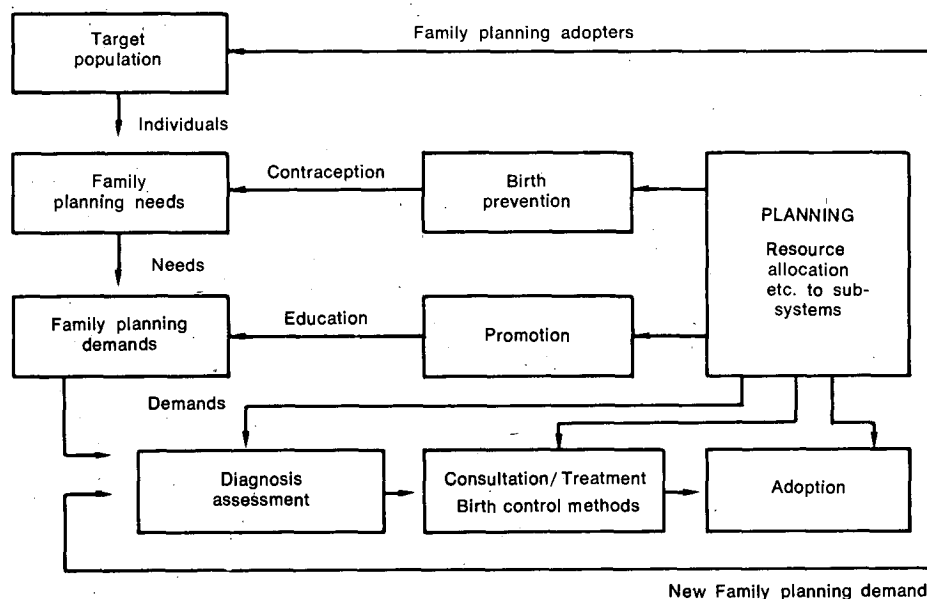 Target
population
Family planning adopters
Individuals
Family
planning needs
Contraception
Birth
prevention
PLANNING
Resource
allocation
etc. to sub-
systems
Needs
Family planning
demands
Education
Promotion
Demands
Diagnosis
assessment
Consultation/Treatment
Birth control methods
Adoption
New Family planning demand